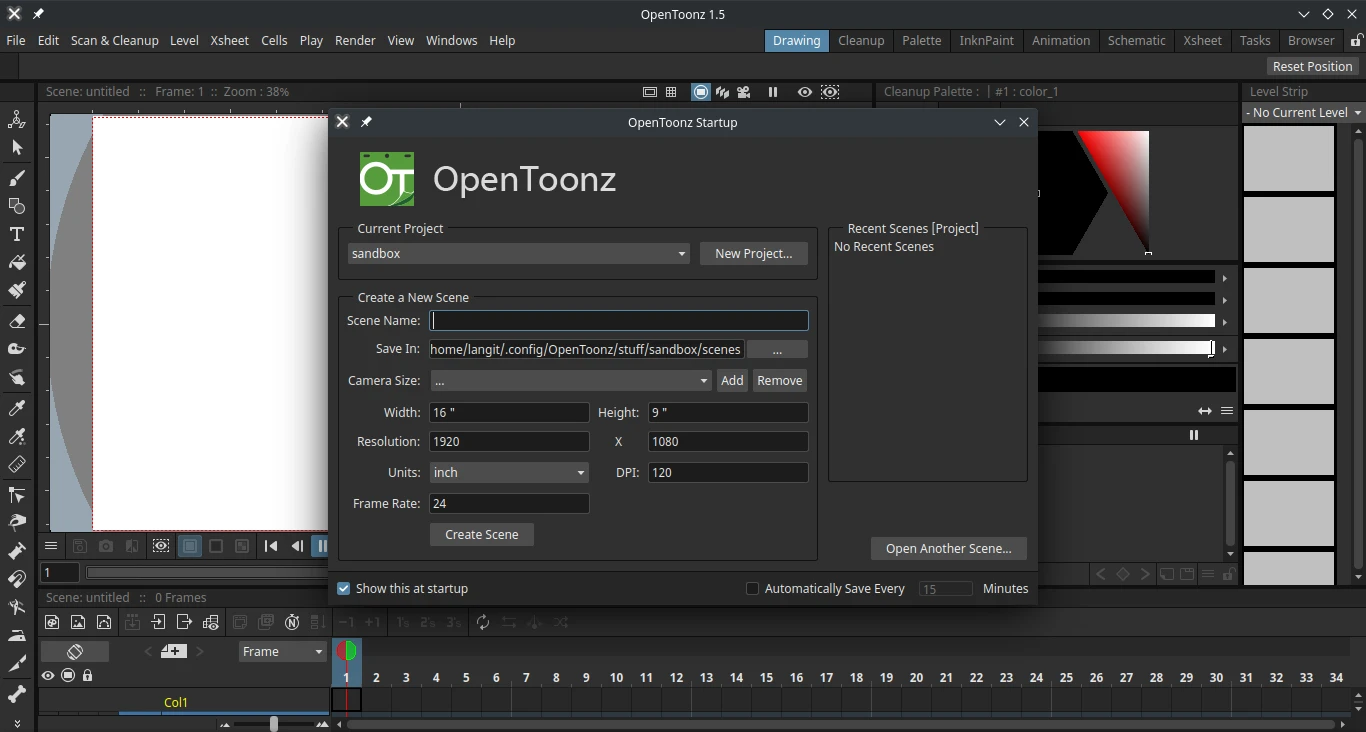 OpenToonz 1.5
File Edit Scan & Cleanup Level Xsheet Cells Play Render View Windows Help
Drawing Cleanup Palette InknPaint Animation Schematic Xsheet Tasks Browser
Reset Position
Scene: untitled :: Frame: 1 :: Zoom : 38%
Cleanup Palette : | #1 : color_1
Level Strip
- No Current Level
OpenToonz Startup
OT OpenToonz
Current Project
sandbox
New Project...
Create a New Scene
Scene Name:
Save In: home/langit/.config/OpenToonz/stuff/sandbox/scenes ...
Camera Size: ... Add Remove
Width: 16 " Height: 9 "
Resolution: 1920 X 1080
Units: inch DPI: 120
Frame Rate: 24
Create Scene
Recent Scenes [Project]
No Recent Scenes
Open Another Scene...
Show this at startup
Automatically Save Every 15 Minutes
1
Scene: untitled :: 0 Frames
-1 +1 1's 2's 3's
Frame
1 2 3 4 5 6 7 8 9 10 11 12 13 14 15 16 17 18 19 20 21 22 23 24 25 26 27 28 29 30 31 32 33 34
Col1